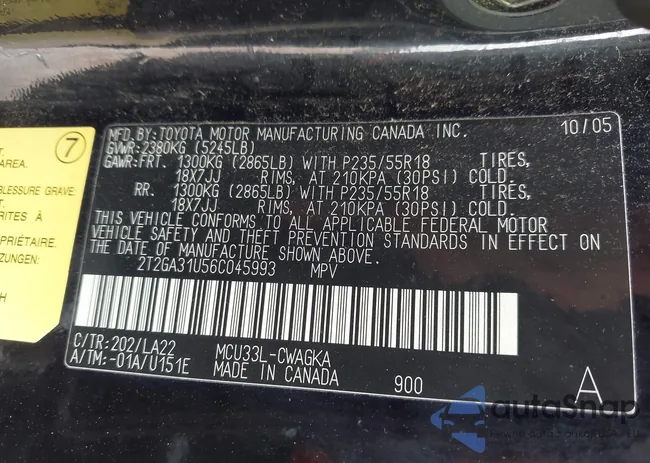 MFD.BY:TOYOTA MOTOR MANUFACTURING CANADA INC. 10/05
GVWR:2380KG (5245LB)
GAWR:FRT. 1300KG (2865LB) WITH P235/55R18 TIRES,
18X7JJ RIMS, AT 210KPA (30PSI) COLD.
RR. 1300KG (2865LB) WITH P235/55R18 TIRES,
18X7JJ RIMS, AT 210KPA (30PSI) COLD.
THIS VEHICLE CONFORMS TO ALL APPLICABLE FEDERAL MOTOR
VEHICLE SAFETY AND THEFT PREVENTION STANDARDS IN EFFECT ON
THE DATE OF MANUFACTURE SHOWN ABOVE.
2T2GA31U56C045993 MPV
C/TR:202/LA22 MCU33L-CWAGKA
A/TM:-01A/U151E MADE IN CANADA 900 A
7
AREA.
BLESSURE GRAVE
RITES À
PRIÉTAIRE.
autoSnap